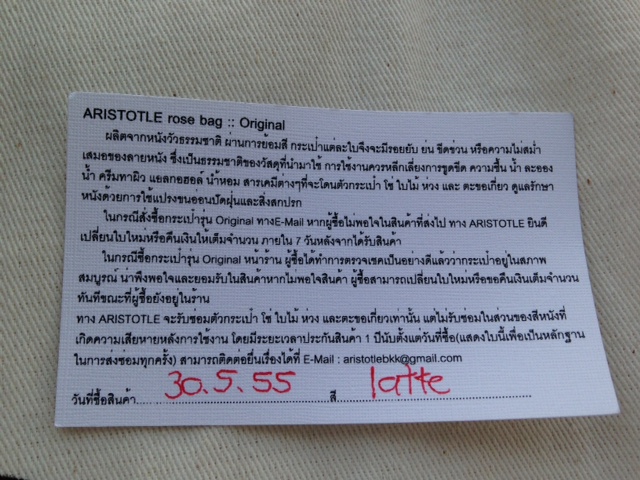 ARISTOTLE rose bag :: Original
ผลิตจากหนังวัวธรรมชาติ ผ่านการย้อมสี กระเป๋าแต่ละใบจึงจะมีรอยยับ ย่น ขีดข่วน หรือความไม่สม่ำ
เสมอของลายหนัง ซึ่งเป็นธรรมชาติของวัสดุที่นำมาใช้ การใช้งานควรหลีกเลี่ยงการขูดขีด ความชื้น น้ำ ละออง
น้ำ ครีมทาผิว แอลกอฮอล์ น้ำหอม สารเคมีต่างๆที่จะโดนตัวกระเป๋า โซ่ ใบไม้ ห่วง และ ตะขอเกี่ยว ดูแลรักษา
หนังด้วยการใช้แปรงขนอ่อนปัดฝุ่นและสิ่งสกปรก
ในกรณีสั่งซื้อกระเป๋ารุ่น Original ทางE-Mail หากผู้ซื้อไม่พอใจในสินค้าที่ส่งไป ทาง ARISTOTLE ยินดี
เปลี่ยนใบใหม่หรือคืนเงินให้เต็มจำนวน ภายใน 7 วันหลังจากได้รับสินค้า
ในกรณีซื้อกระเป๋ารุ่น Original หน้าร้าน ผู้ซื้อได้ทำการตรวจเชคเป็นอย่างดีแล้วว่ากระเป๋าอยู่ในสภาพ
สมบูรณ์ น่าพึงพอใจและยอมรับในสินค้าหากไม่พอใจสินค้า ผู้ซื้อสามารถเปลี่ยนใบใหม่หรือขอคืนเงินเต็มจำนวน
ทันทีขณะที่ผู้ซื้อยังอยู่ในร้าน
ทาง ARISTOTLE จะรับซ่อมตัวกระเป๋า โซ่ ใบไม้ ห่วง และตะขอเกี่ยวเท่านั้น แต่ไม่รับซ่อมในส่วนของสีหนังที่
เกิดความเสียหายหลังการใช้งาน โดยมีระยะเวลาประกันสินค้า 1 ปีนับตั้งแต่วันที่ซื้อ(แสดงใบนี้เพื่อเป็นหลักฐาน
ในการส่งซ่อมทุกครั้ง) สามารถติดต่อยื่นเรื่องได้ที่ E-Mail : aristotlebkk@gmail.com
วันที่ซื้อสินค้า..... 30.5.55 สี..... latte